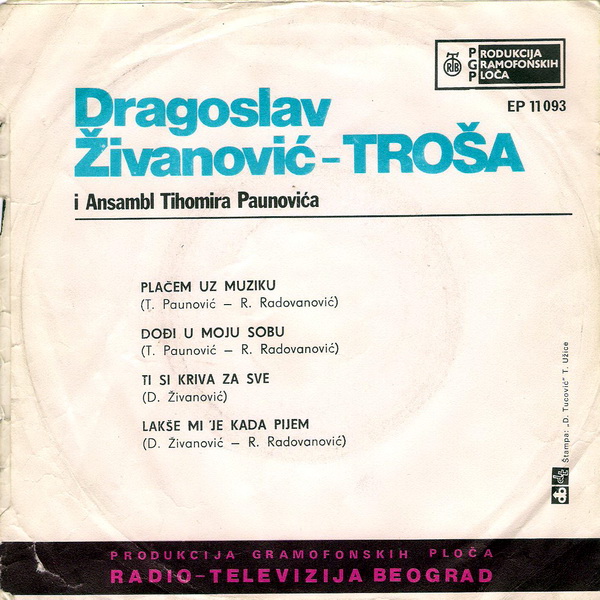 PGP
RTB
PRODUKCIJA
GRAMOFONSKIH
PLOČA
EP 11 093
Dragoslav
Živanović – TROŠA
i Ansambl Tihomira Paunovića
PLAČEM UZ MUZIKU
(T. Paunović – R. Radovanović)
DOĐI U MOJU SOBU
(T. Paunović – R. Radovanović)
TI SI KRIVA ZA SVE
(D. Živanović)
LAKŠE MI JE KADA PIJEM
(D. Živanović – R. Radovanović)
Štampa: „D. Tucović" T. Užice
PRODUKCIJA GRAMOFONSKIH PLOČA
RADIO–TELEVIZIJA BEOGRAD